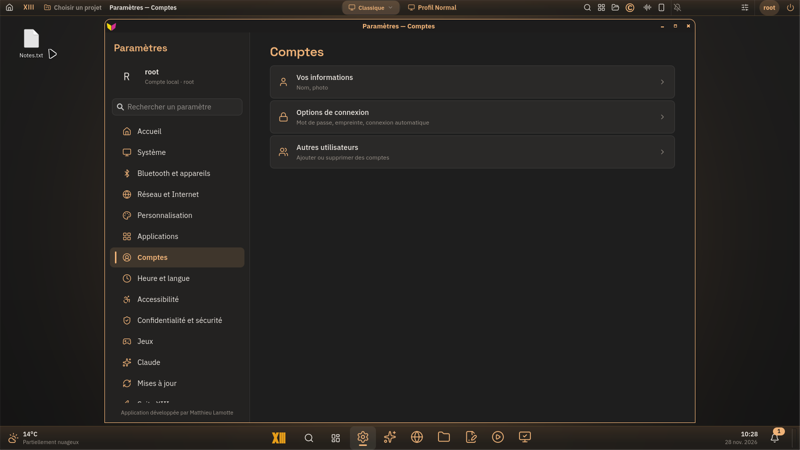 XIII Choisir un projet Paramètres — Comptes Classique Profil Normal root
Paramètres — Comptes
Notes.txt
Paramètres
R
root
Compte local · root
Rechercher un paramètre
Accueil
Système
Bluetooth et appareils
Réseau et Internet
Personnalisation
Applications
Comptes
Heure et langue
Accessibilité
Confidentialité et sécurité
Jeux
Claude
Mises à jour
Application développée par Matthieu Lamotte
Comptes
Vos informations
Nom, photo
Options de connexion
Mot de passe, empreinte, connexion automatique
Autres utilisateurs
Ajouter ou supprimer des comptes
14°C
Partiellement nuageux
XIII
10:28
28 nov. 2026
1